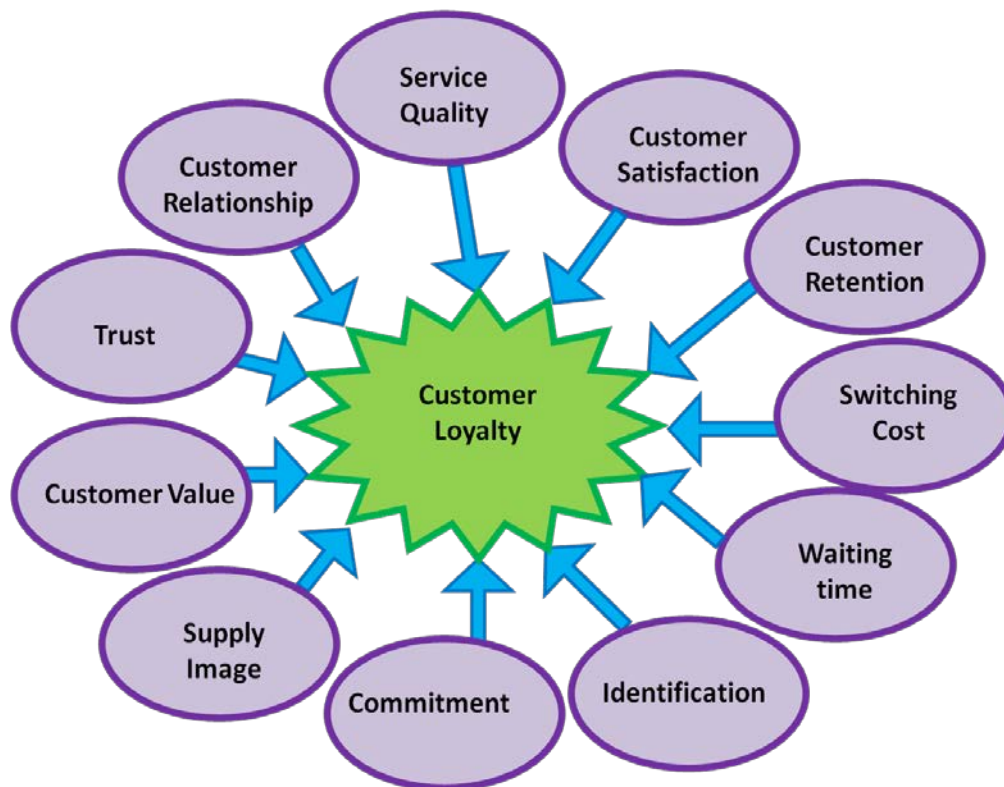 Service
Quality
Customer
Satisfaction
Customer
Relationship
Customer
Retention
Trust
Customer
Loyalty
Switching
Cost
Customer Value
Waiting
time
Supply
Image
Commitment
Identification